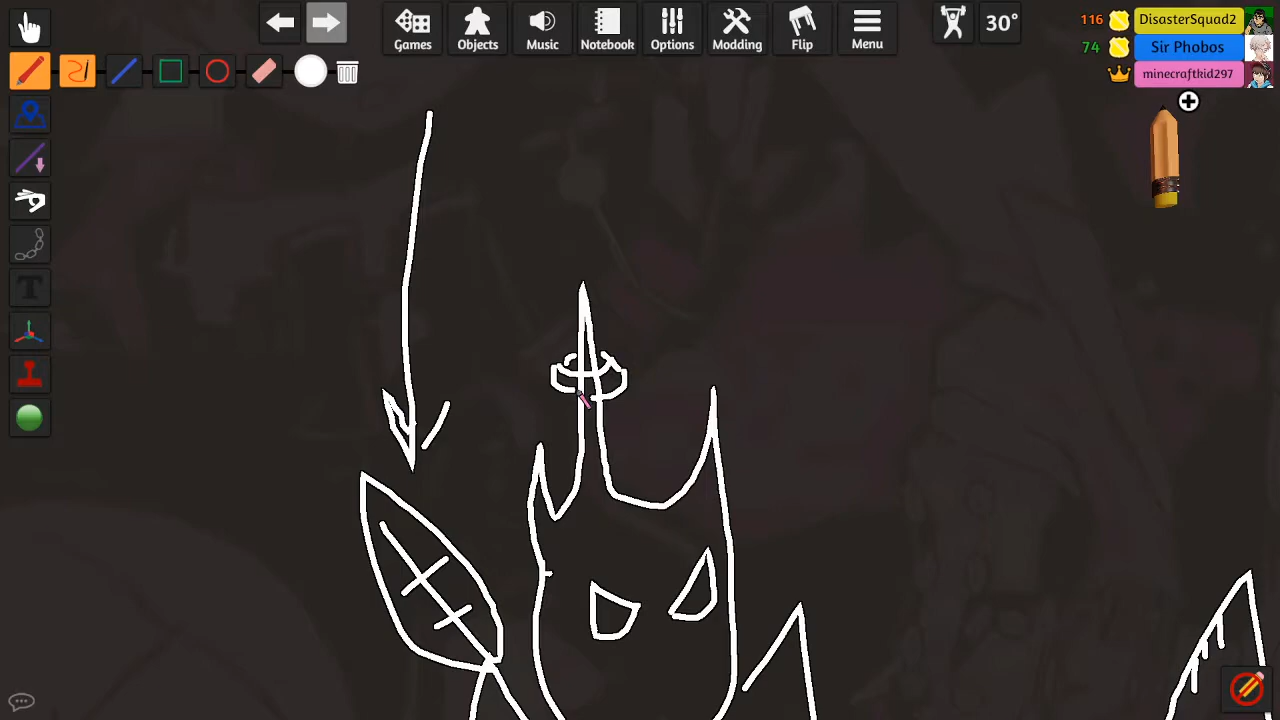 Games Objects Music Notebook Options Modding Flip Menu 30°
116 DisasterSquad2
74 Sir Phobos
minecraftkid297
T